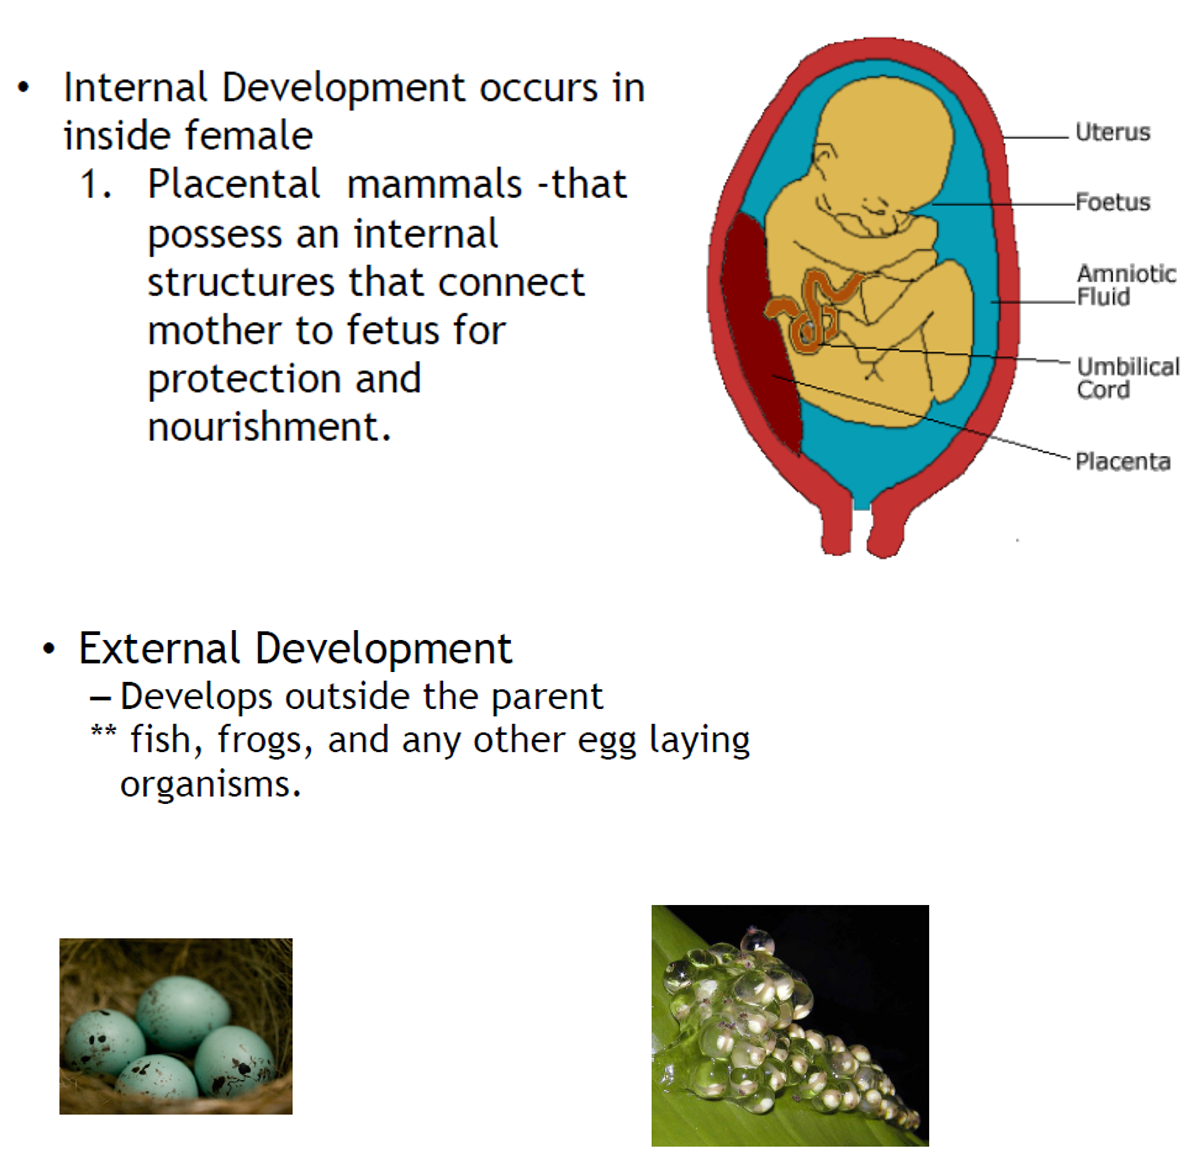 • Internal Development occurs in
inside female
1. Placental mammals -that
possess an internal
structures that connect
mother to fetus for
protection and
nourishment.
Uterus
Foetus
Amniotic
Fluid
Umbilical
Cord
Placenta
• External Development
– Develops outside the parent
** fish, frogs, and any other egg laying
organisms.